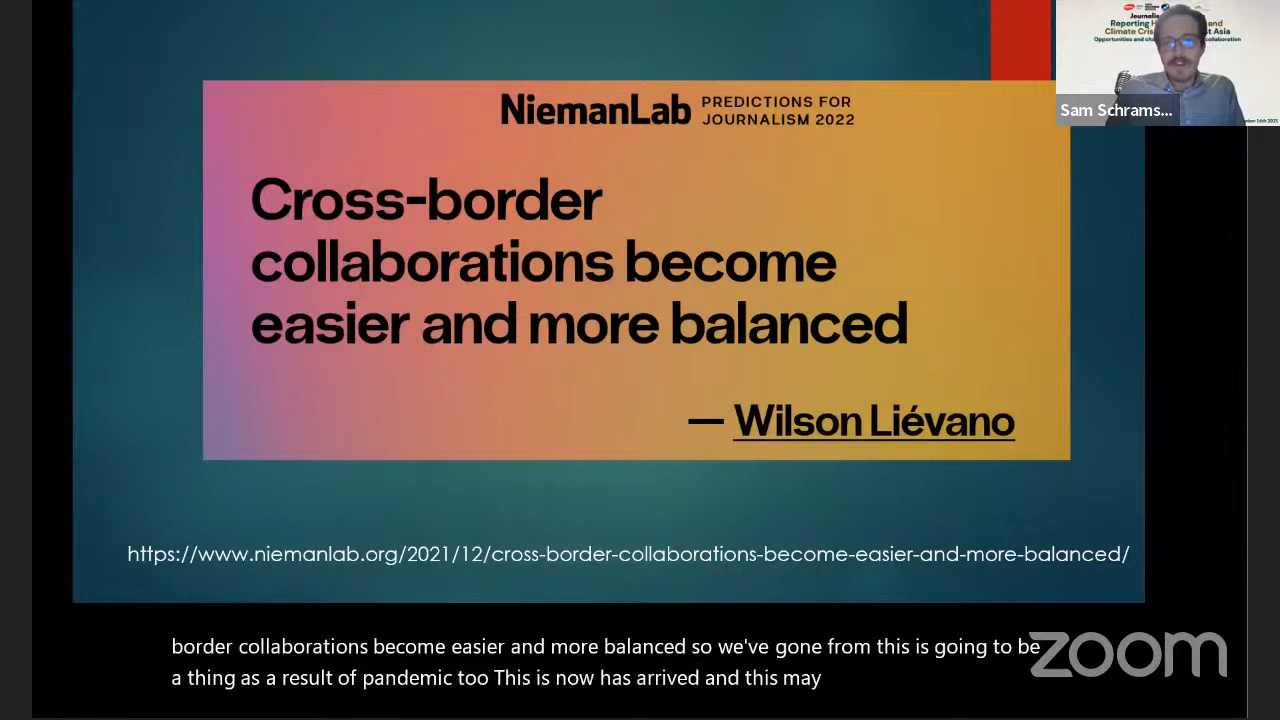 NiemanLab PREDICTIONS FOR
JOURNALISM 2022
Cross-border
collaborations become
easier and more balanced
— Wilson Liévano
https://www.niemanlab.org/2021/12/cross-border-collaborations-become-easier-and-more-balanced/
Sam Schrams...
border collaborations become easier and more balanced so we've gone from this is going to be
a thing as a result of pandemic too This is now has arrived and this may
zoom